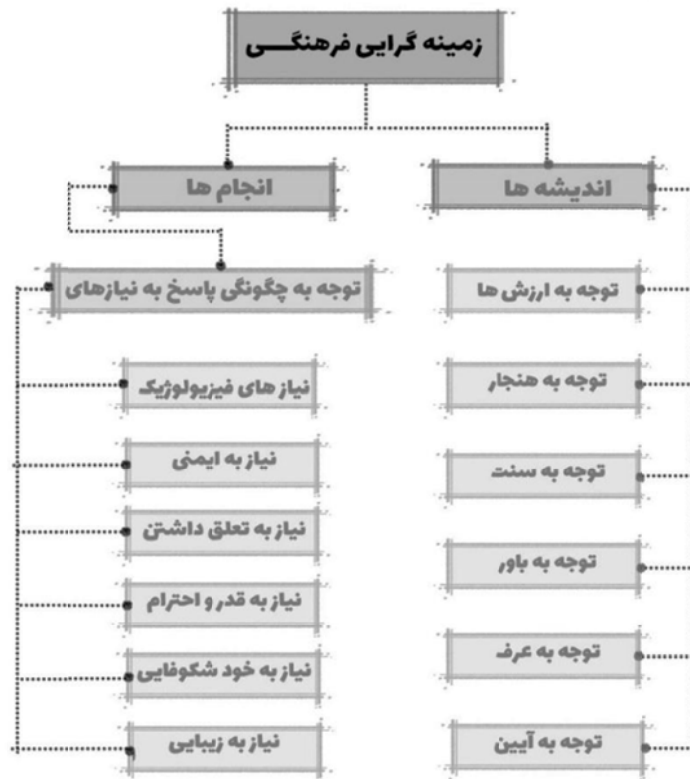 زمینه گرایی فرهنگی
اندیشه ها
توجه به ارزش ها
توجه به هنجار
توجه به سنت
توجه به باور
توجه به عرف
توجه به آیین
انجام ها
توجه به چگونگی پاسخ به نیازهای
نیاز های فیزیولوژیک
نیاز به ایمنی
نیاز به تعلق داشتن
نیاز به قدر و احترام
نیاز به خود شکوفایی
نیاز به زیبایی